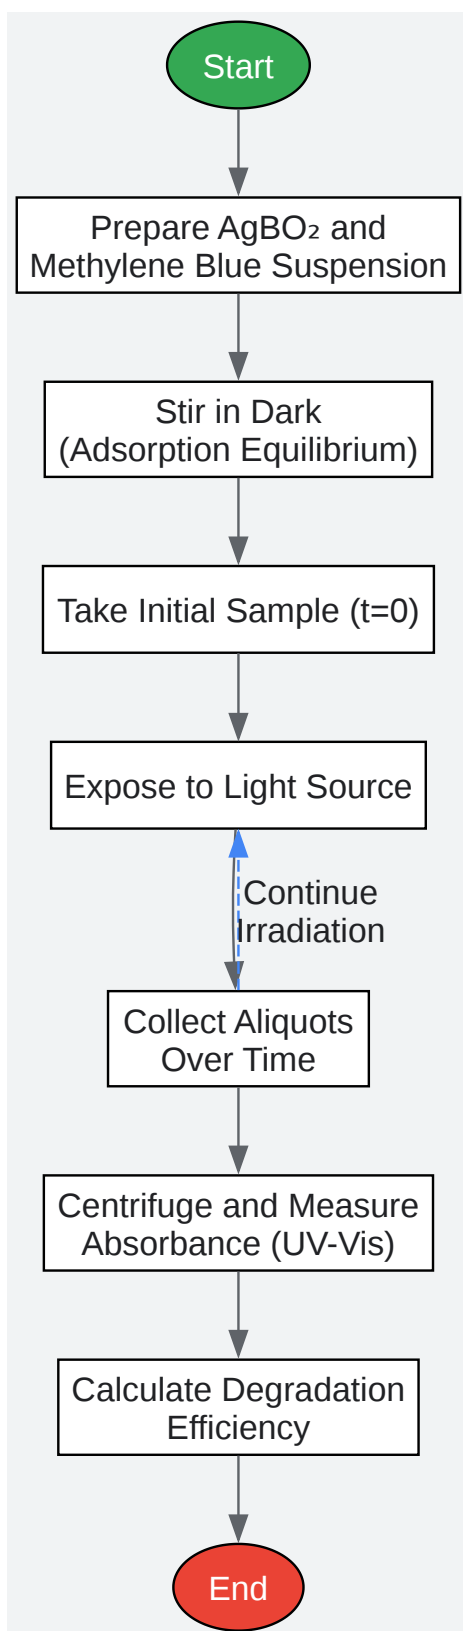 Start
Prepare AgBO₂ and
Methylene Blue Suspension
Stir in Dark
(Adsorption Equilibrium)
Take Initial Sample (t=0)
Expose to Light Source
Continue
Irradiation
Collect Aliquots
Over Time
Centrifuge and Measure
Absorbance (UV-Vis)
Calculate Degradation
Efficiency
End